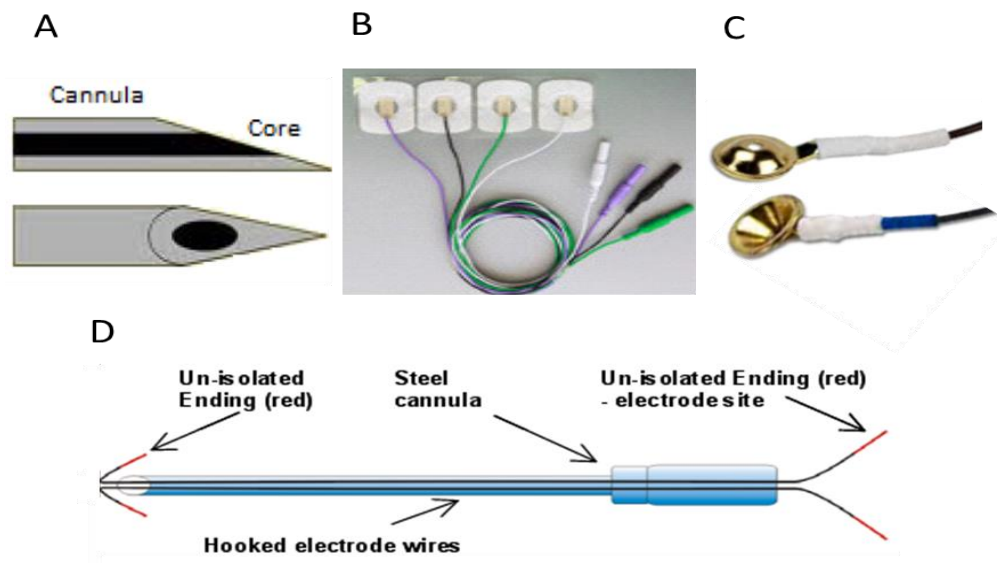 A
B
C
Cannula
Core
D
Un-isolated
Ending (red)
Steel
cannula
Un-isolated Ending (red)
- electrode site
Hooked electrode wires